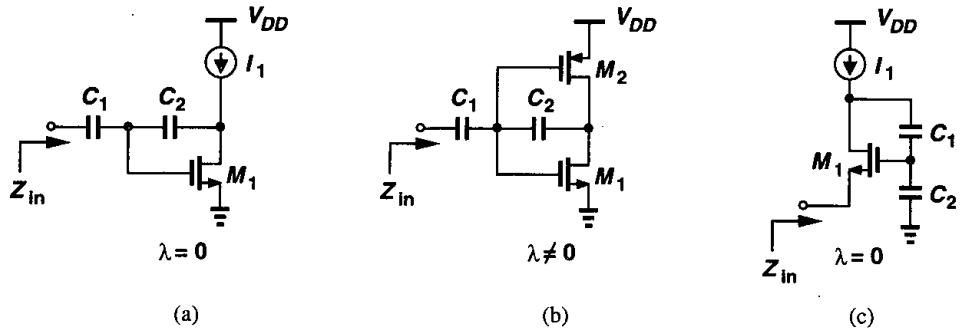 V_DD
I_1
C_1
C_2
M_1
Z_in
λ = 0
(a)
V_DD
M_2
C_1
C_2
M_1
Z_in
λ ≠ 0
(b)
V_DD
I_1
C_1
M_1
C_2
Z_in
λ = 0
(c)